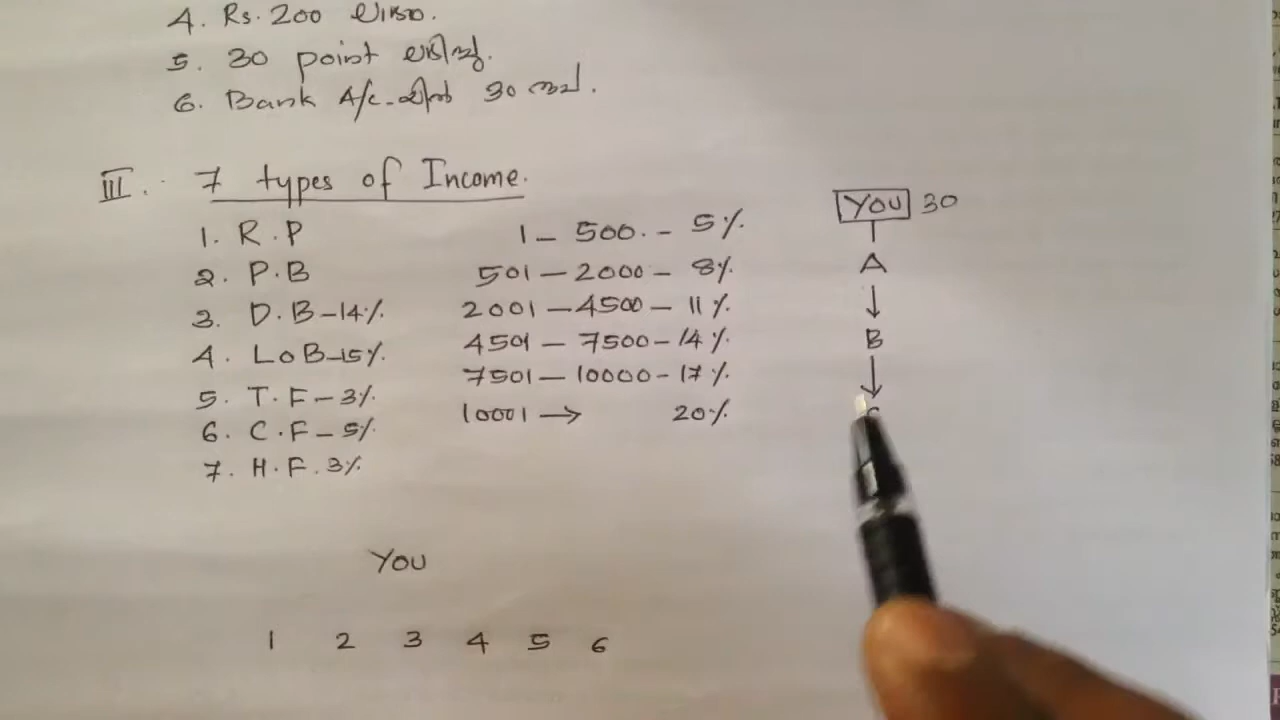 4. Rs. 200 
5. 30 point
6. Bank A/c-യിൽ 30
III. 7 types of Income.
1. R.P
2. P.B
3. D.B-14%
4. LOB-15%
5. T.F-3%
6. C.F-5%
7. H.F.3%
1 - 500. - 5%
501 - 2000 - 8%
2001 - 4500 - 11%
4501 - 7500 - 14%
7501 - 10000 - 17%
10001 → 20%
YOU 30
A
↓
B
↓
YOU
1 2 3 4 5 6